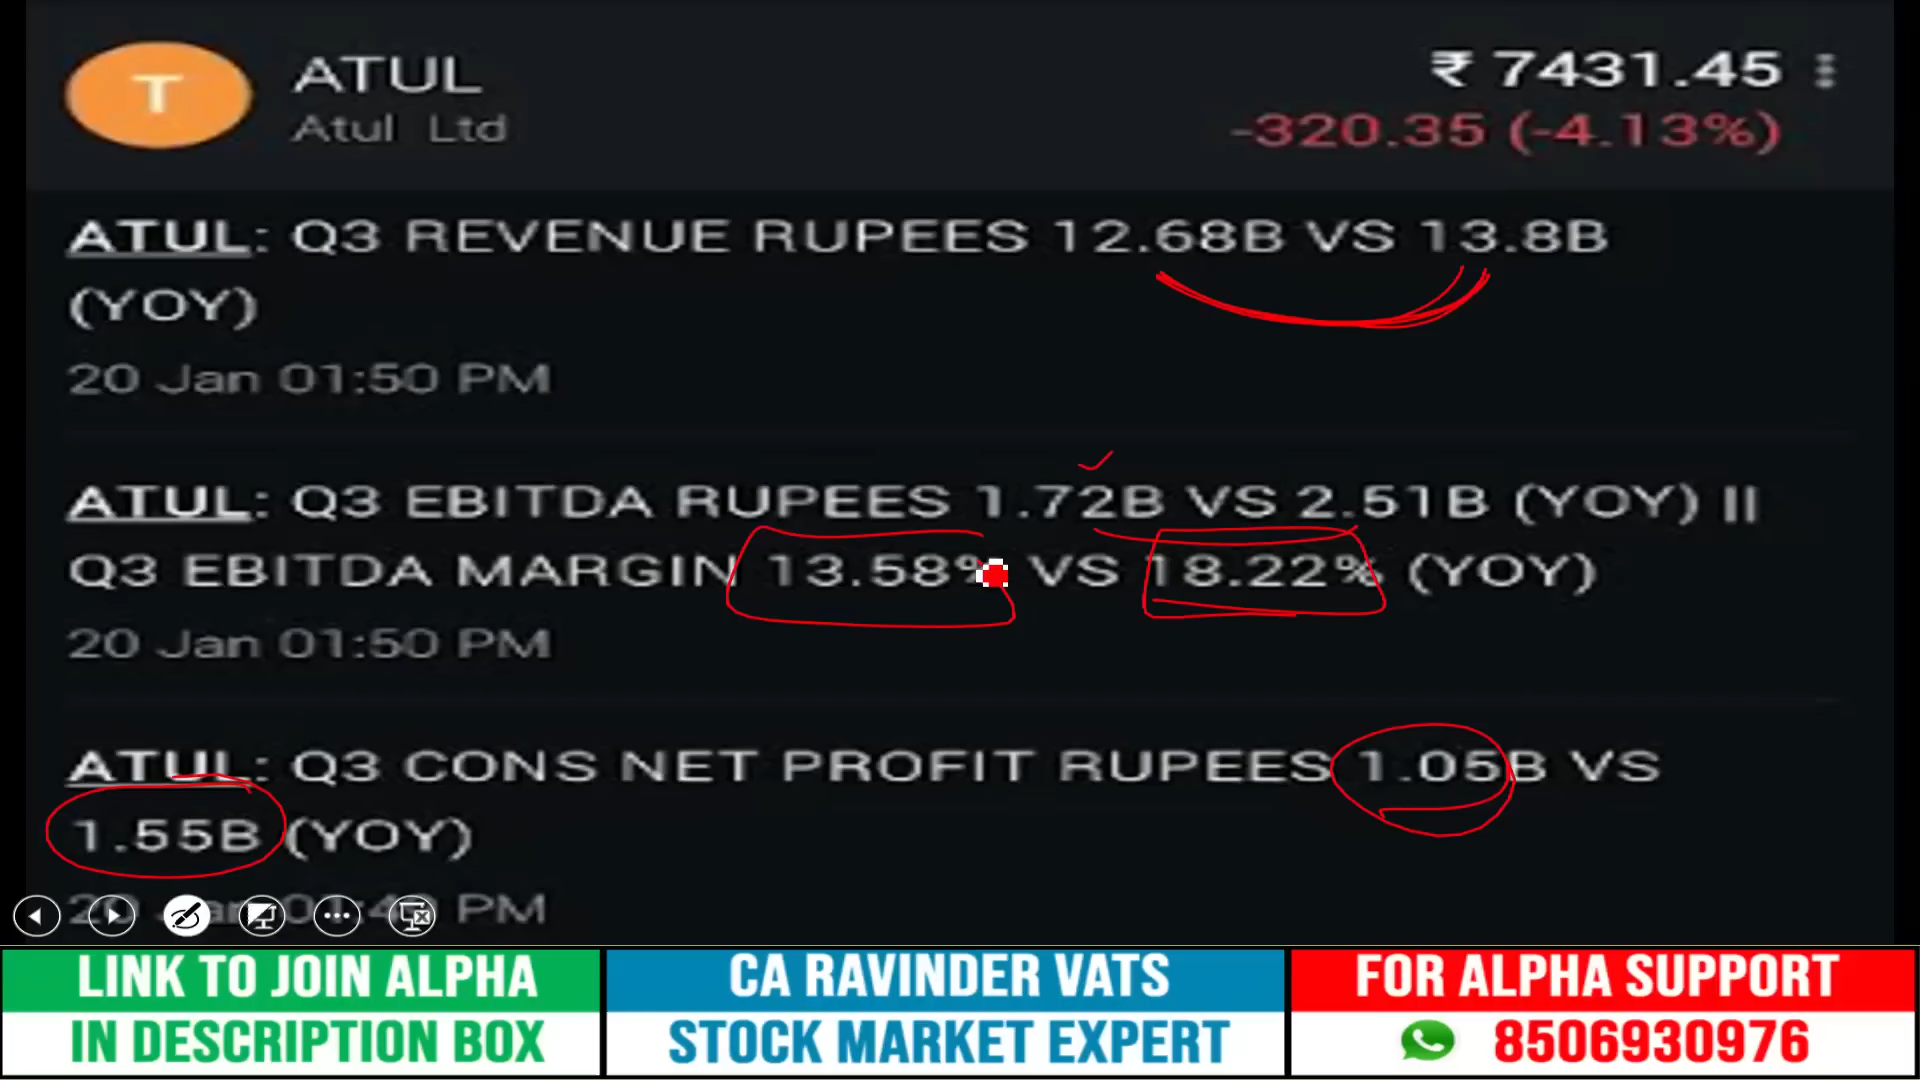 T
ATUL
Atul Ltd
₹ 7431.45
-320.35 (-4.13%)
ATUL: Q3 REVENUE RUPEES 12.68B VS 13.8B
(YOY)
20 Jan 01:50 PM
ATUL: Q3 EBITDA RUPEES 1.72B VS 2.51B (YOY) ||
Q3 EBITDA MARGIN 13.58% VS 18.22% (YOY)
20 Jan 01:50 PM
ATUL: Q3 CONS NET PROFIT RUPEES 1.05B VS
1.55B (YOY)
PM
LINK TO JOIN ALPHA
IN DESCRIPTION BOX
CA RAVINDER VATS
STOCK MARKET EXPERT
FOR ALPHA SUPPORT
8506930976